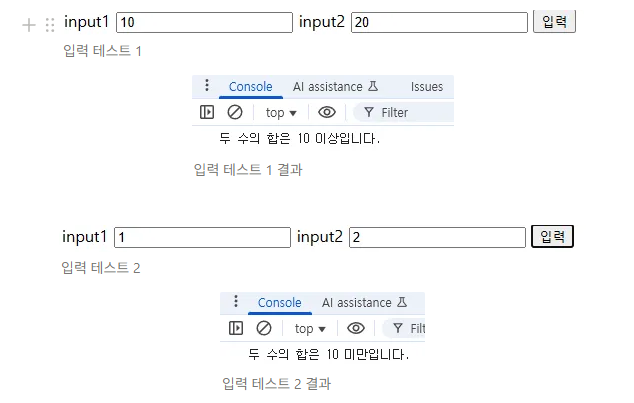 input1 10 input2 20 입력
입력 테스트 1
Console AI assistance Issues
top Filter
두 수의 합은 10 이상입니다.
입력 테스트 1 결과
input1 1 input2 2 입력
입력 테스트 2
Console AI assistance
top Filt
두 수의 합은 10 미만입니다.
입력 테스트 2 결과